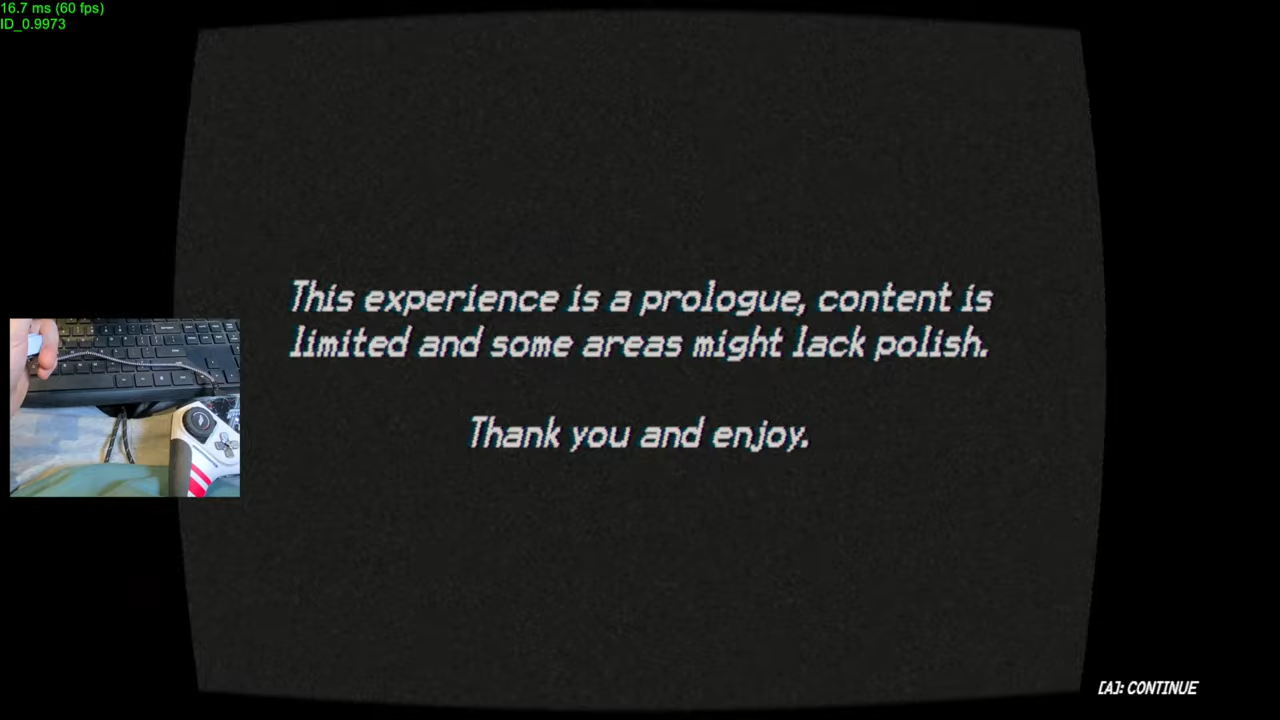 16.7 ms (60 fps)
ID_0.9973
This experience is a prologue, content is
limited and some areas might lack polish.
Thank you and enjoy.
[A]: CONTINUE